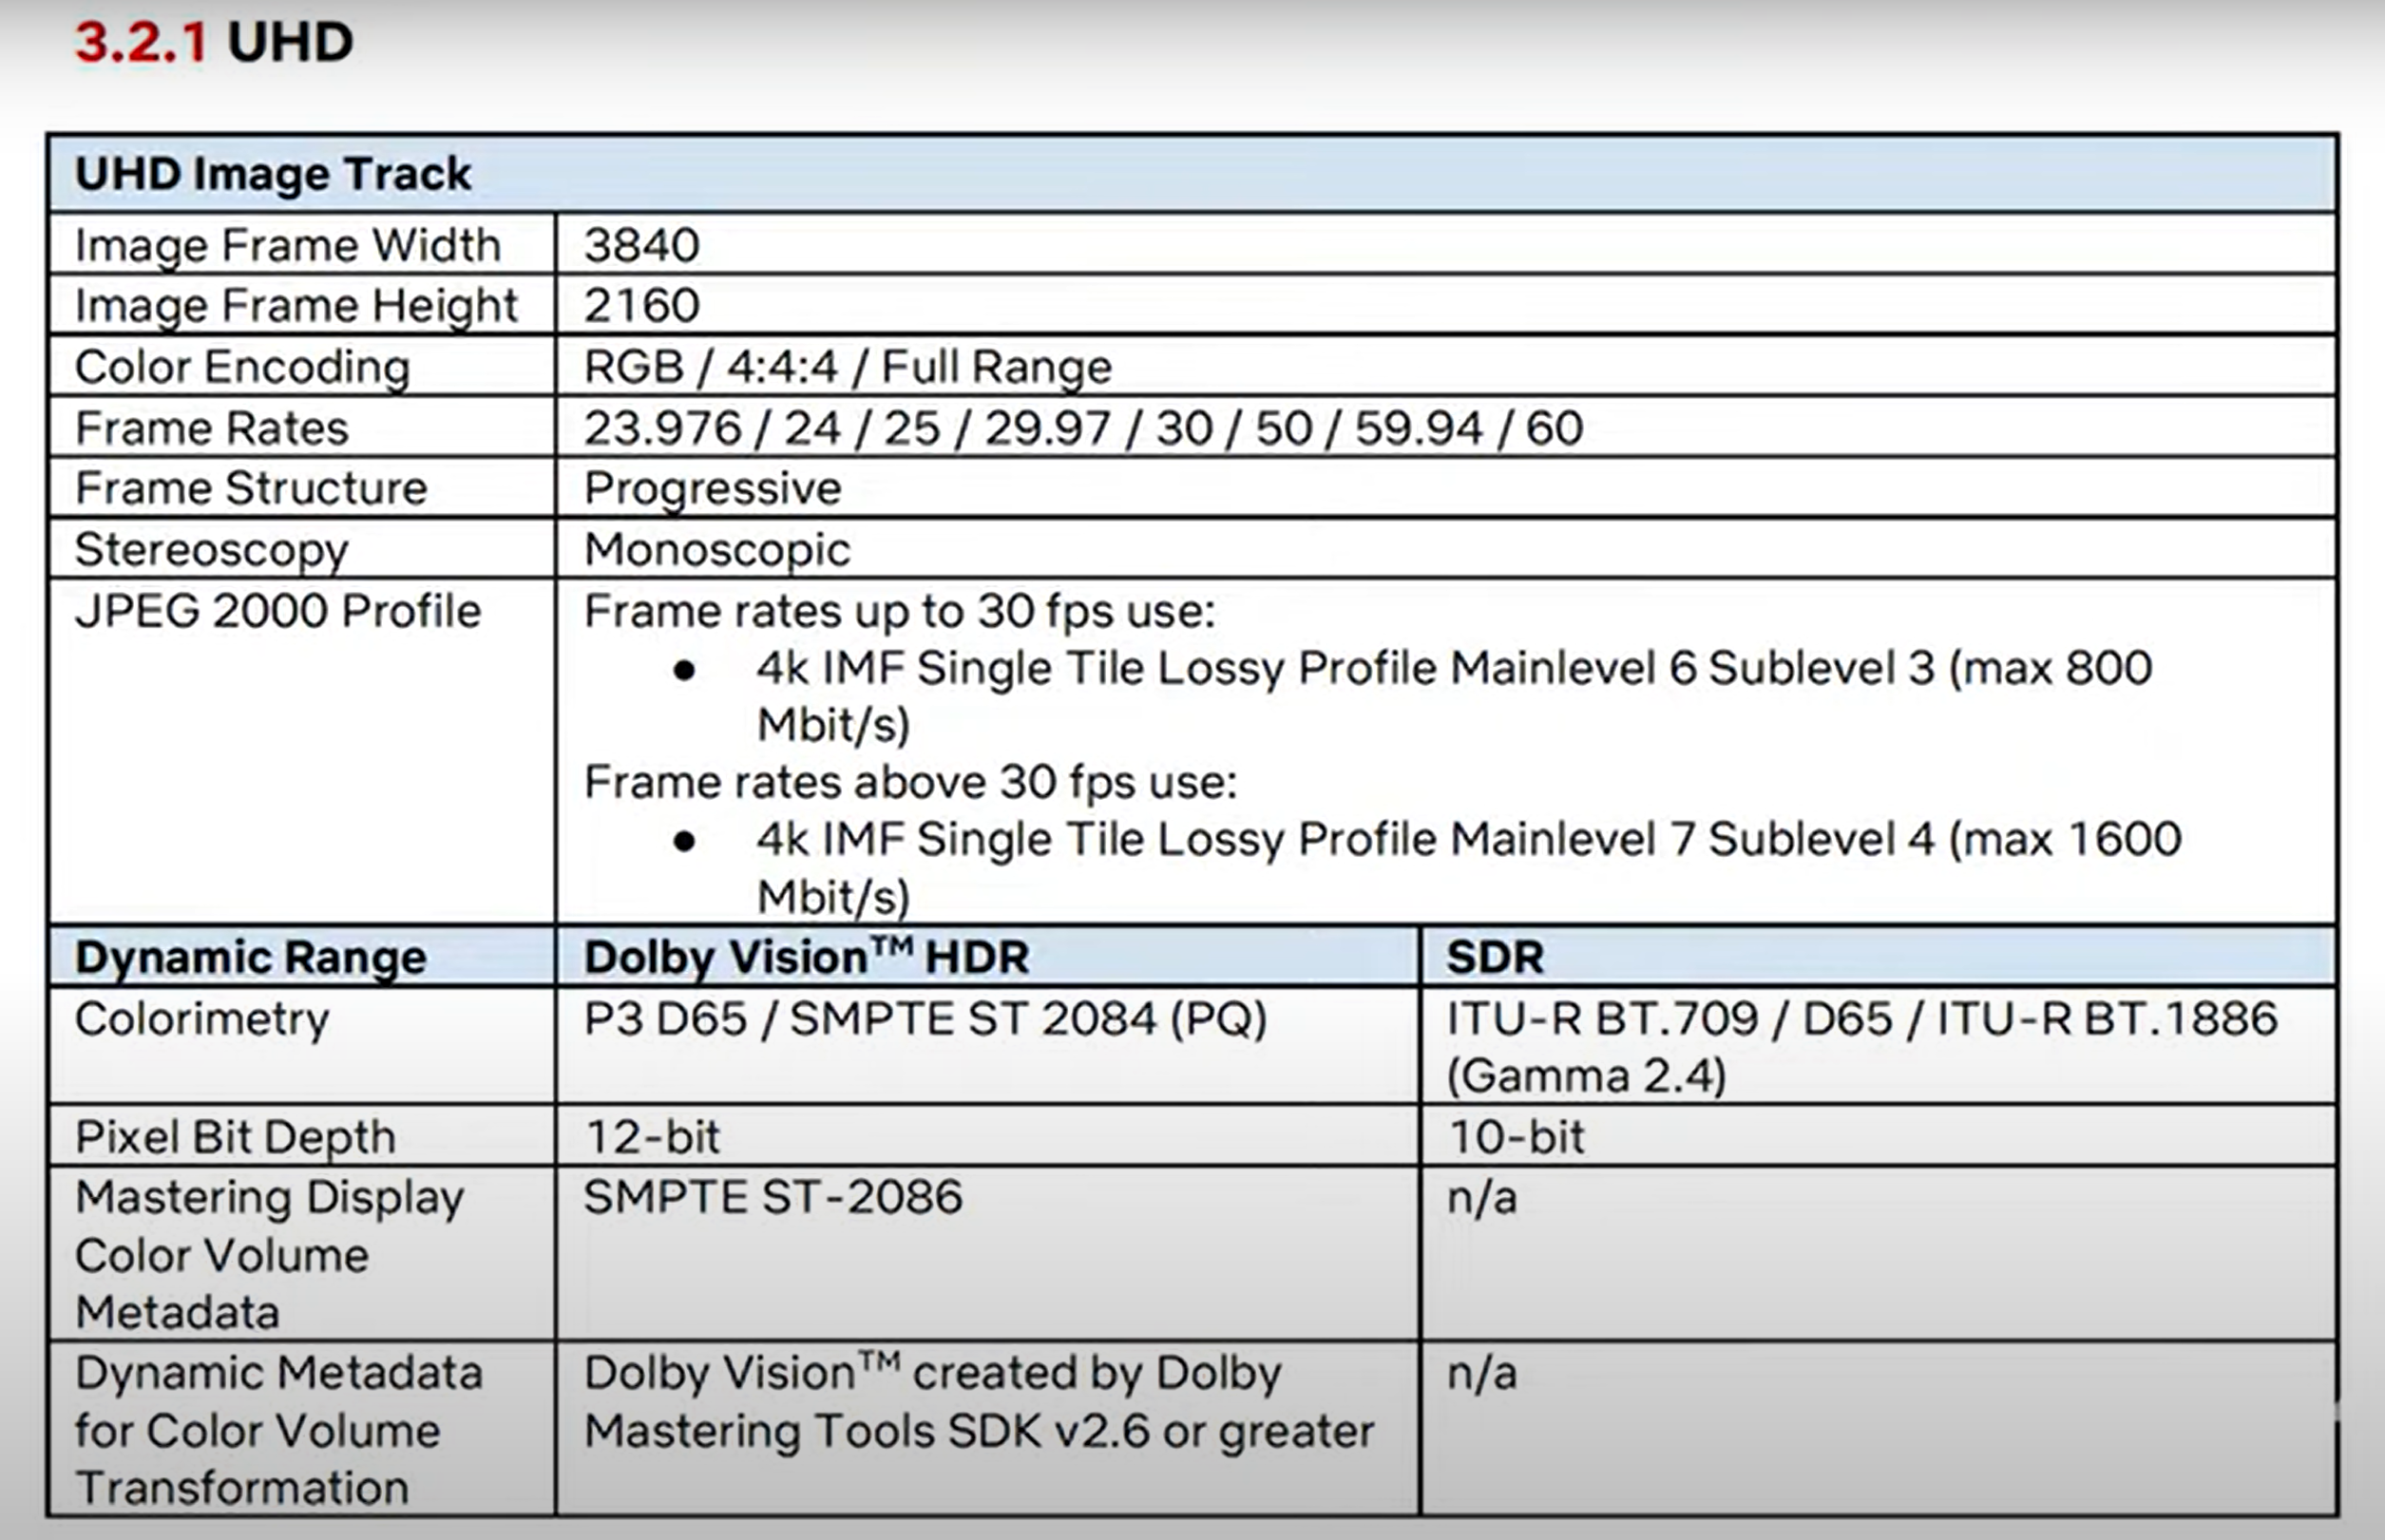 3.2.1 UHD
UHD Image Track
Image Frame Width 3840
Image Frame Height 2160
Color Encoding RGB / 4:4:4 / Full Range
Frame Rates 23.976 / 24 / 25 / 29.97 / 30 / 50 / 59.94 / 60
Frame Structure Progressive
Stereoscopy Monoscopic
JPEG 2000 Profile Frame rates up to 30 fps use:
● 4k IMF Single Tile Lossy Profile Mainlevel 6 Sublevel 3 (max 800
Mbit/s)
Frame rates above 30 fps use:
● 4k IMF Single Tile Lossy Profile Mainlevel 7 Sublevel 4 (max 1600
Mbit/s)
Dynamic Range Dolby Vision™ HDR SDR
Colorimetry P3 D65 / SMPTE ST 2084 (PQ) ITU-R BT.709 / D65 / ITU-R BT.1886
(Gamma 2.4)
Pixel Bit Depth 12-bit 10-bit
Mastering Display SMPTE ST-2086 n/a
Color Volume
Metadata
Dynamic Metadata Dolby Vision™ created by Dolby n/a
for Color Volume Mastering Tools SDK v2.6 or greater
Transformation